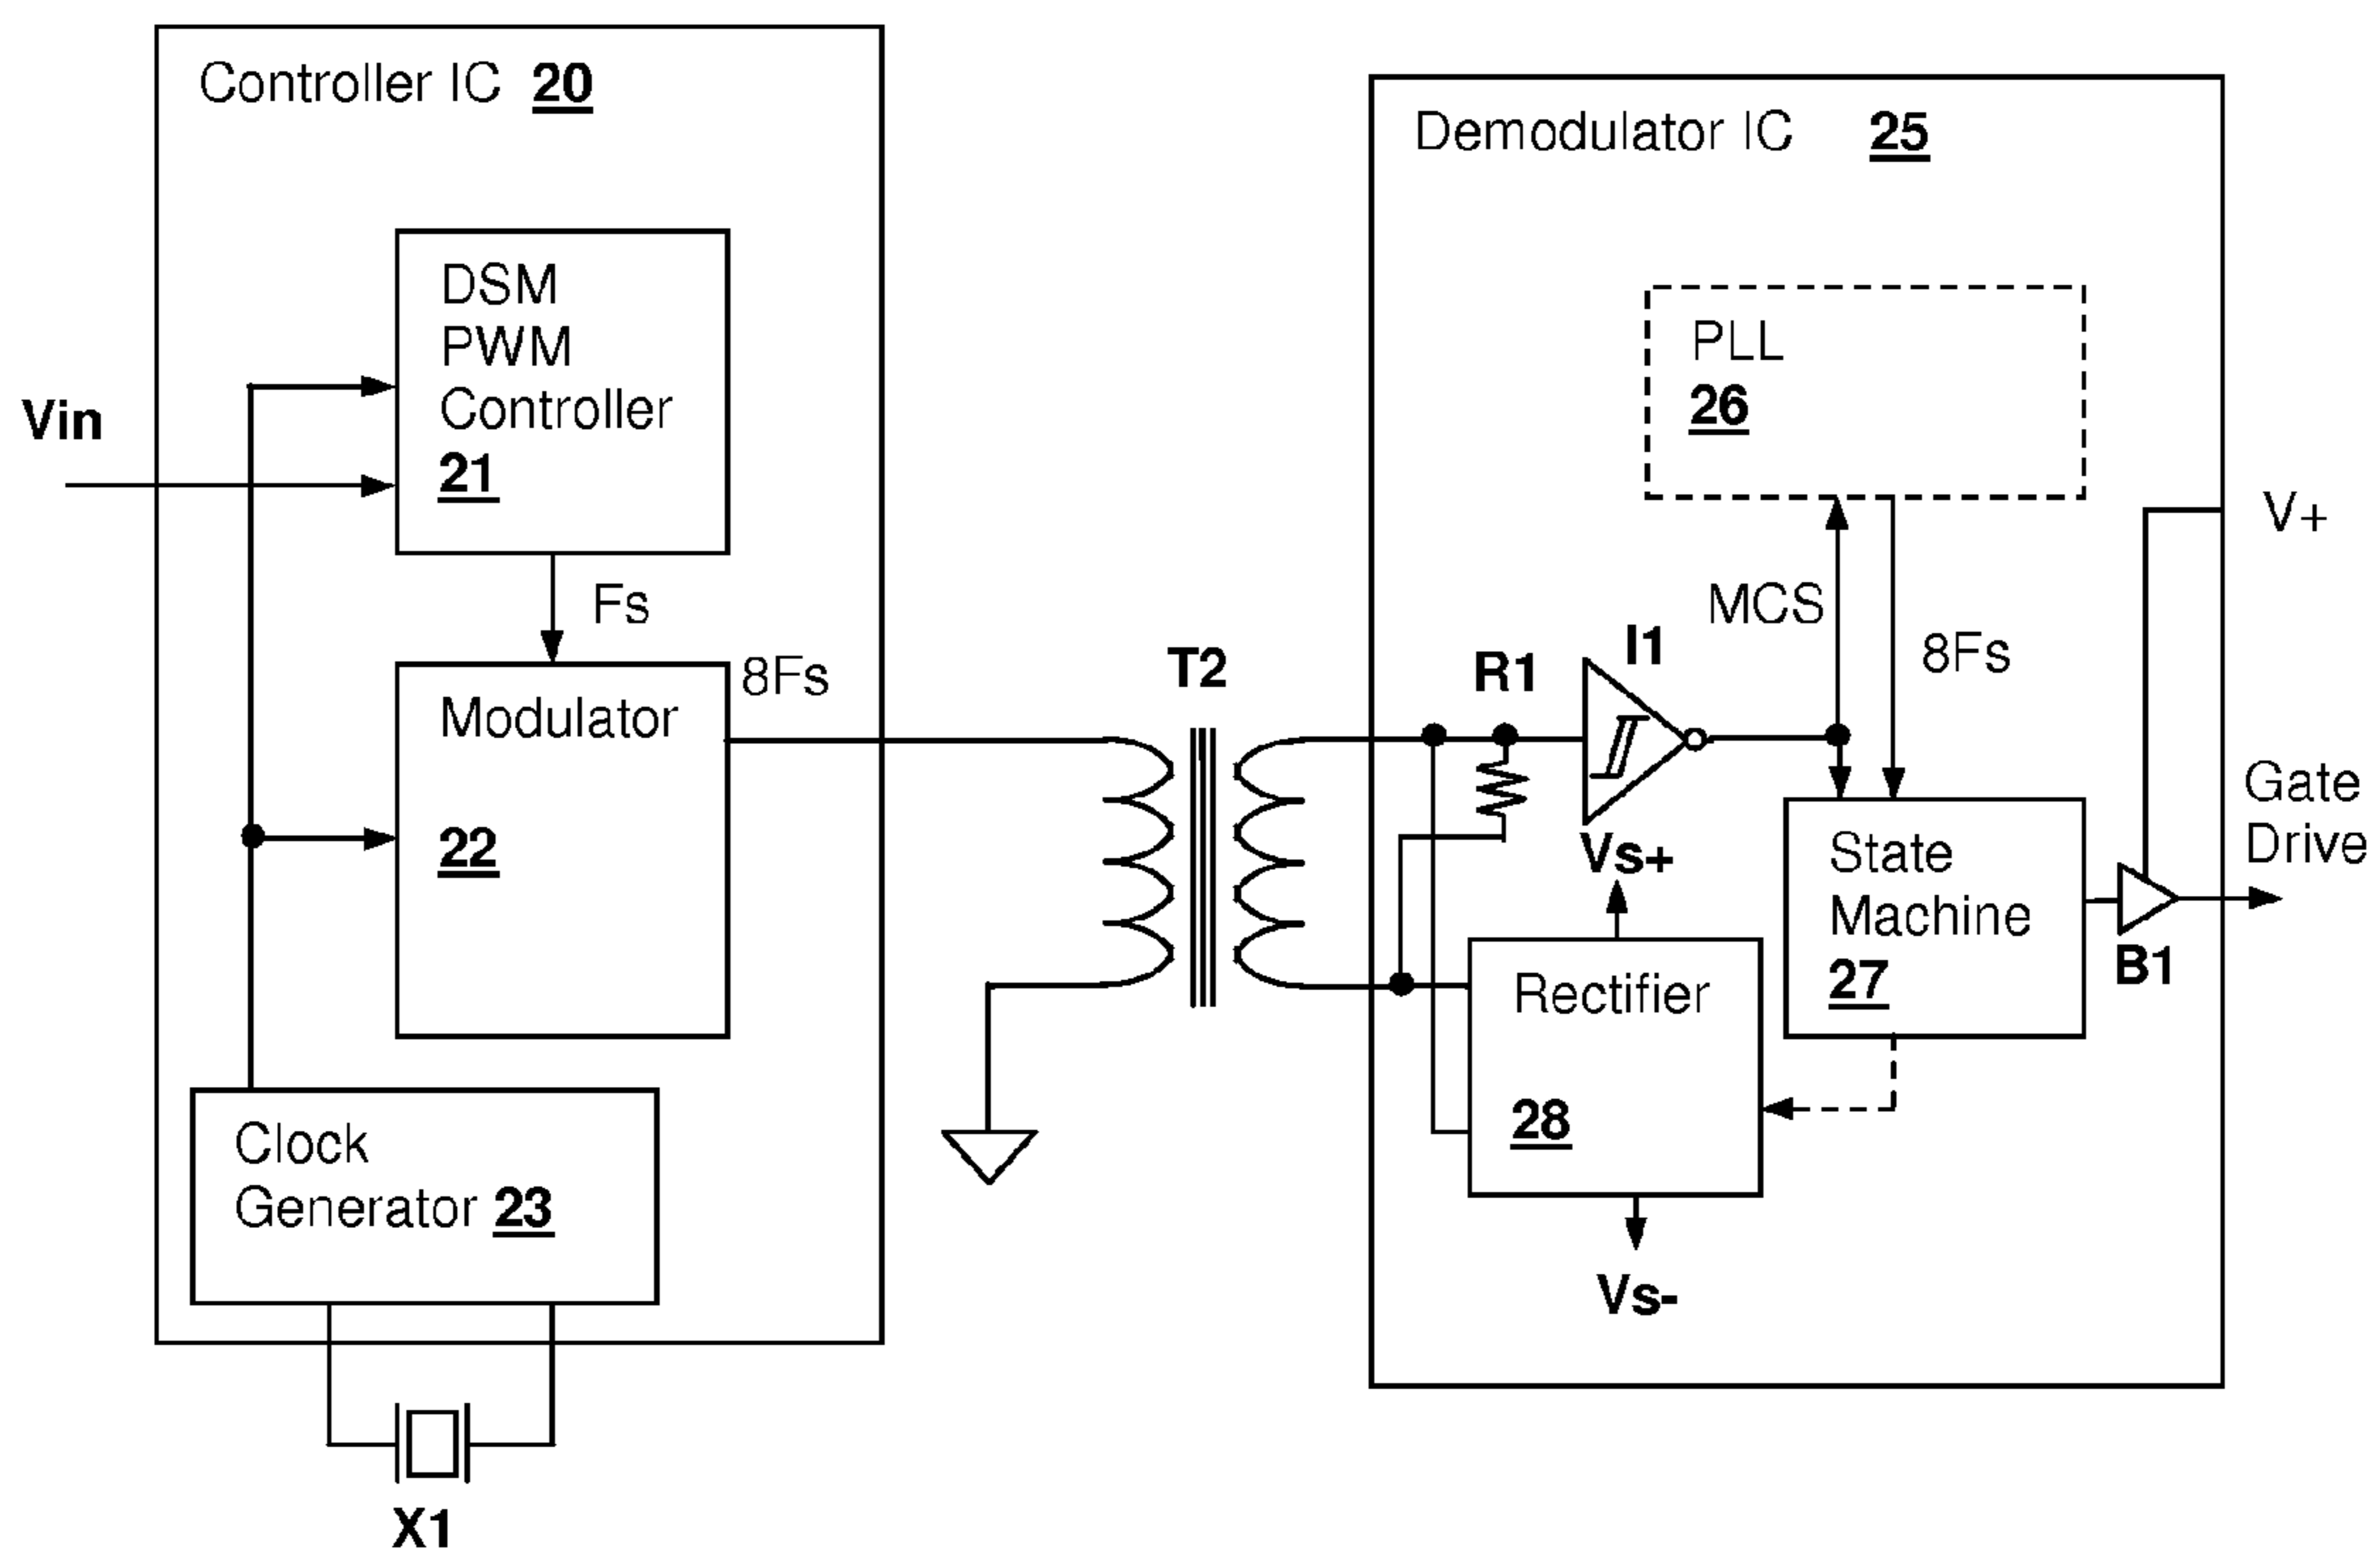 Controller IC 20
DSM
PWM
Controller
21
Vin
Fs
Modulator
22
8Fs
Clock
Generator 23
X1
T2
Demodulator IC 25
PLL
26
MCS
8Fs
R1
I1
V+
State
Machine
27
B1
Gate
Drive
Vs+
Rectifier
28
Vs-